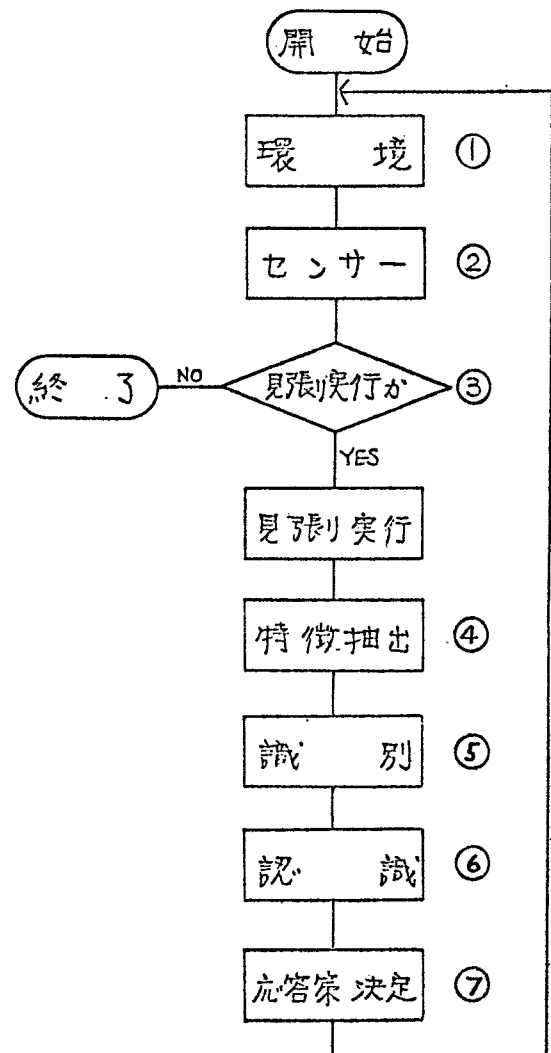 開 始
環 境 ①
センサー ②
終 了 NO 見張り実行か ③
YES
見張り実行
特徴抽出 ④
識 別 ⑤
認 識 ⑥
応答策決定 ⑦